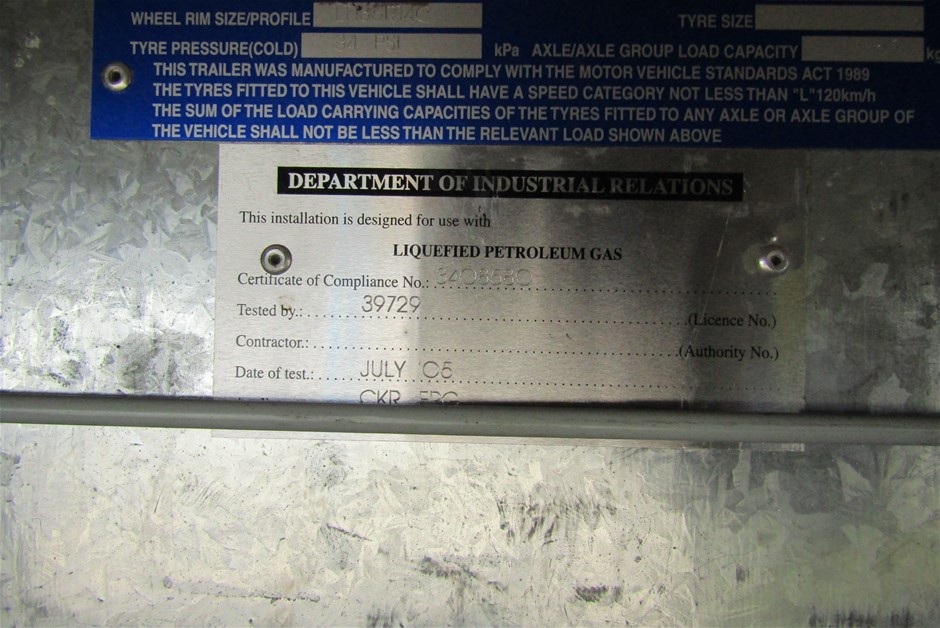 WHEEL RIM SIZE/PROFILE
TYRE SIZE
TYRE PRESSURE(COLD) 34 PSI kPa AXLE/AXLE GROUP LOAD CAPACITY kg
THIS TRAILER WAS MANUFACTURED TO COMPLY WITH THE MOTOR VEHICLE STANDARDS ACT 1989
THE TYRES FITTED TO THIS VEHICLE SHALL HAVE A SPEED CATEGORY NOT LESS THAN "L" 120km/h
THE SUM OF THE LOAD CARRYING CAPACITIES OF THE TYRES FITTED TO ANY AXLE OR AXLE GROUP OF
THE VEHICLE SHALL NOT BE LESS THAN THE RELEVANT LOAD SHOWN ABOVE
DEPARTMENT OF INDUSTRIAL RELATIONS
This installation is designed for use with
LIQUEFIED PETROLEUM GAS
Certificate of Compliance No.:
Tested by.: 39729 (Licence No.)
Contractor.: (Authority No.)
Date of test.: JULY '05
CKR